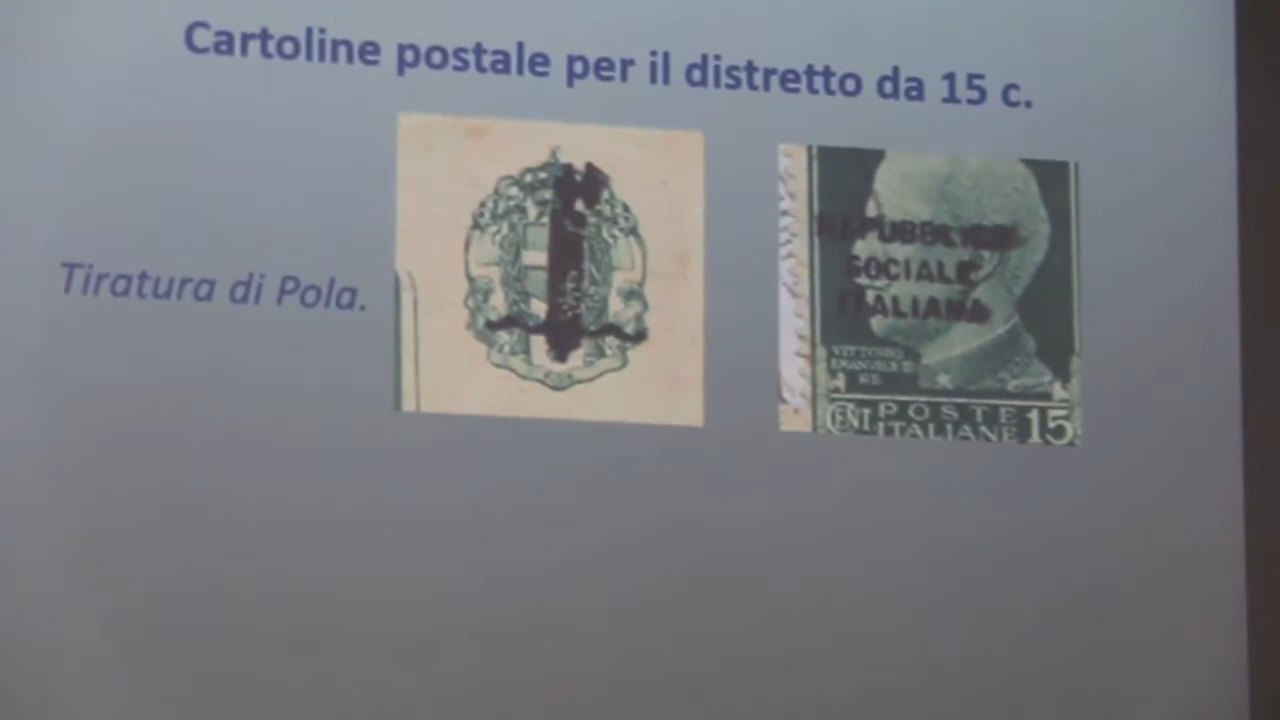 Cartoline postale per il distretto da 15 c.
Tiratura di Pola.
REPUBBLICA
SOCIALE
ITALIANA
VITTORIO
EMANUELE III
RE
CENT POSTE
ITALIANE 15